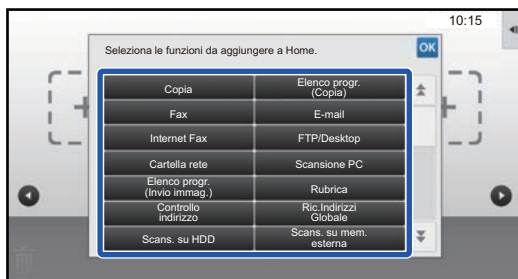 10:15
Seleziona le funzioni da aggiungere a Home.
OK
Copia
Elenco progr.
(Copia)
Fax
E-mail
Internet Fax
FTP/Desktop
Cartella rete
Scansione PC
Elenco progr.
(Invio immag.)
Rubrica
Controllo
indirizzo
Ric.Indirizzi
Globale
Scans. su HDD
Scans. su mem.
esterna